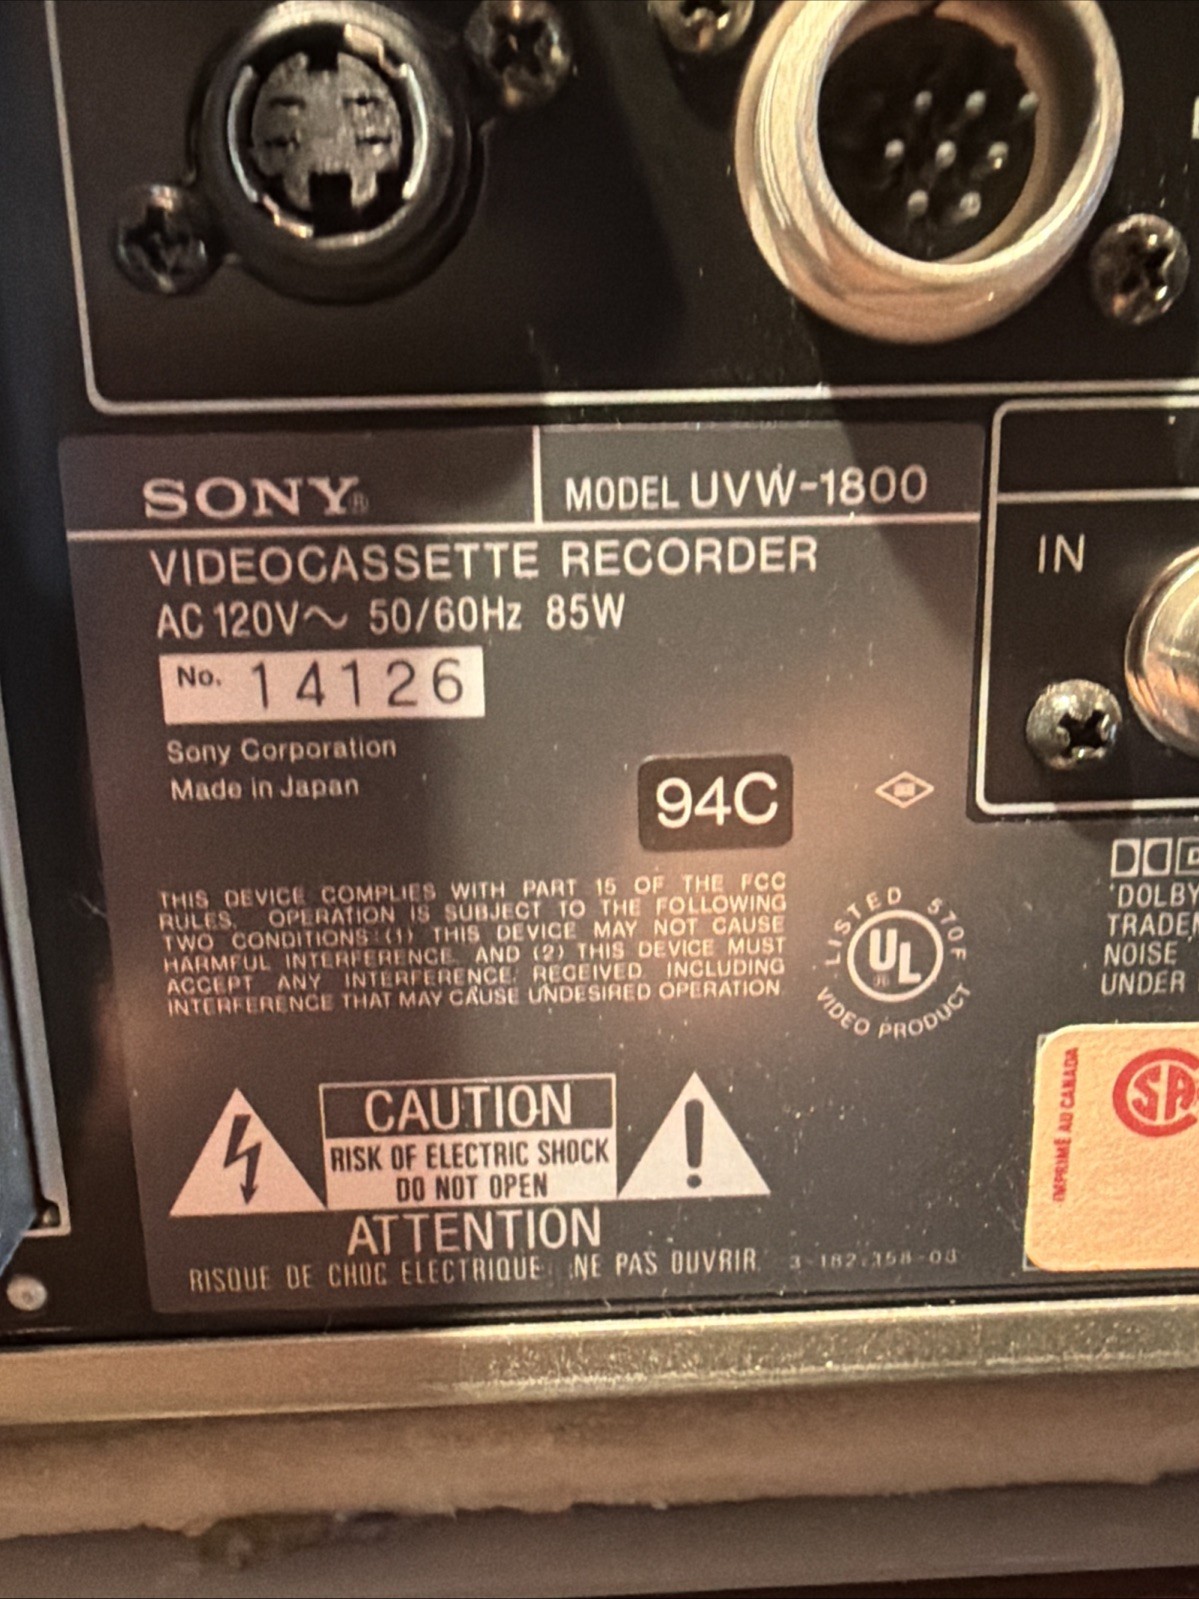 SONY®
MODEL UVW-1800
VIDEOCASSETTE RECORDER
AC 120V~ 50/60Hz 85W
No. 14126
Sony Corporation
Made in Japan
94C
THIS DEVICE COMPLIES WITH PART 15 OF THE FCC
RULES. OPERATION IS SUBJECT TO THE FOLLOWING
TWO CONDITIONS: (1) THIS DEVICE MAY NOT CAUSE
HARMFUL INTERFERENCE, AND (2) THIS DEVICE MUST
ACCEPT ANY INTERFERENCE RECEIVED, INCLUDING
INTERFERENCE THAT MAY CAUSE UNDESIRED OPERATION.
LISTED 570F
UL
VIDEO PRODUCT
CAUTION
RISK OF ELECTRIC SHOCK
DO NOT OPEN
ATTENTION
RISQUE DE CHOC ELECTRIQUE NE PAS OUVRIR
IN
DOLBY
NOISE
UNDER
IMPRIMÉ AU CANADA
SA